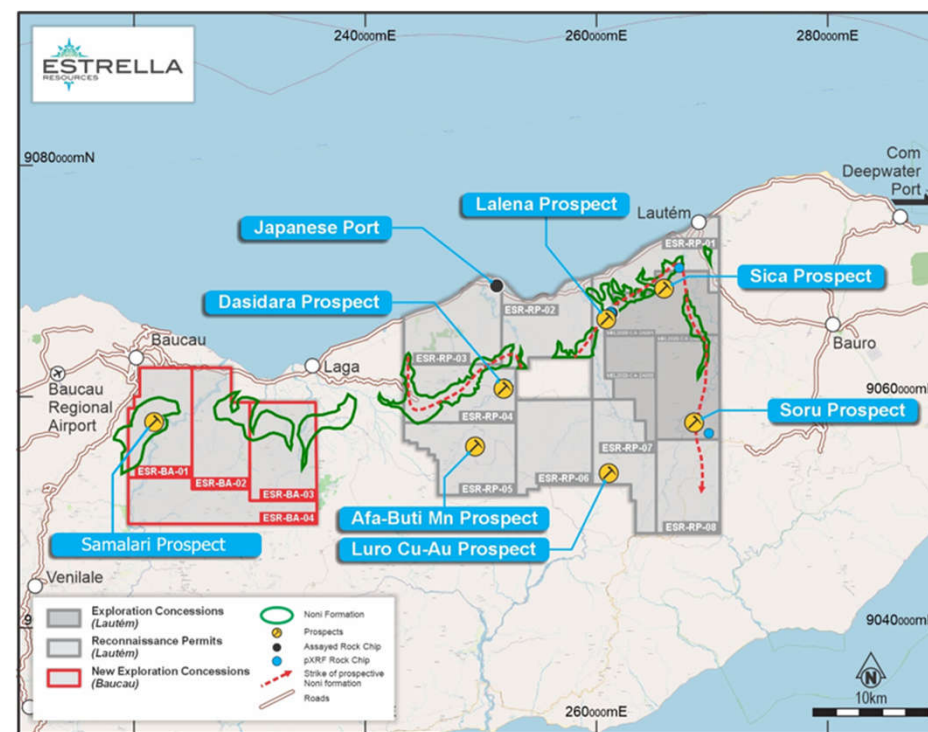 ESTRELLA
RESOURCES
240000mE
260000mE
280000mE
9080000mN
Com
Deepwater
Port
Lalena Prospect
Lautém
Japanese Port
ESR-RP-01
Sica Prospect
Dasidara Prospect
ESR-RP-02
Baucau
Bauro
Laga
ESR-RP-03
Baucau
Regional
Airport
9060000mN
ESR-RP-04
Soru Prospect
ESR-RP-07
ESR-BA-01
ESR-BA-02
ESR-RP-06
ESR-RP-05
ESR-BA-03
Afa-Buti Mn Prospect
ESR-BA-04
ESR-RP-08
Samalari Prospect
Luro Cu-Au Prospect
Venilale
Exploration Concessions
(Lautém)
Reconnaissance Permits
(Lautém)
New Exploration Concessions
(Baucau)
Noni Formation
Prospects
Assayed Rock Chip
pXRF Rock Chip
Strike of prospective
Noni formation
Roads
9040000mN
N
10km
260000mE